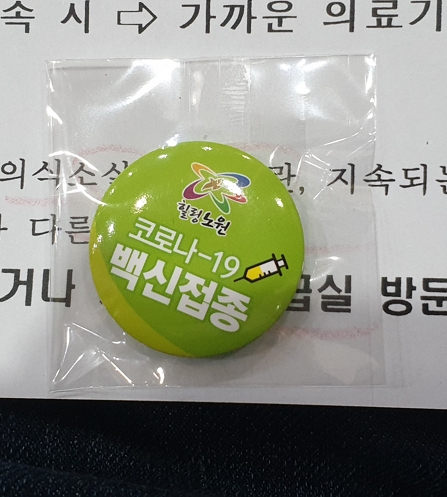 속 시 ⇨ 가까운 의료기
의식소실 란, 지속되는
다른
힐링노원
코로나-19
백신접종
거나 급실 방문